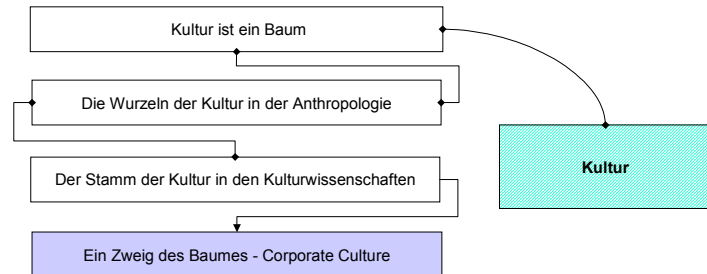 Kultur ist ein Baum
Die Wurzeln der Kultur in der Anthropologie
Kultur
Der Stamm der Kultur in den Kulturwissenschaften
Ein Zweig des Baumes - Corporate Culture